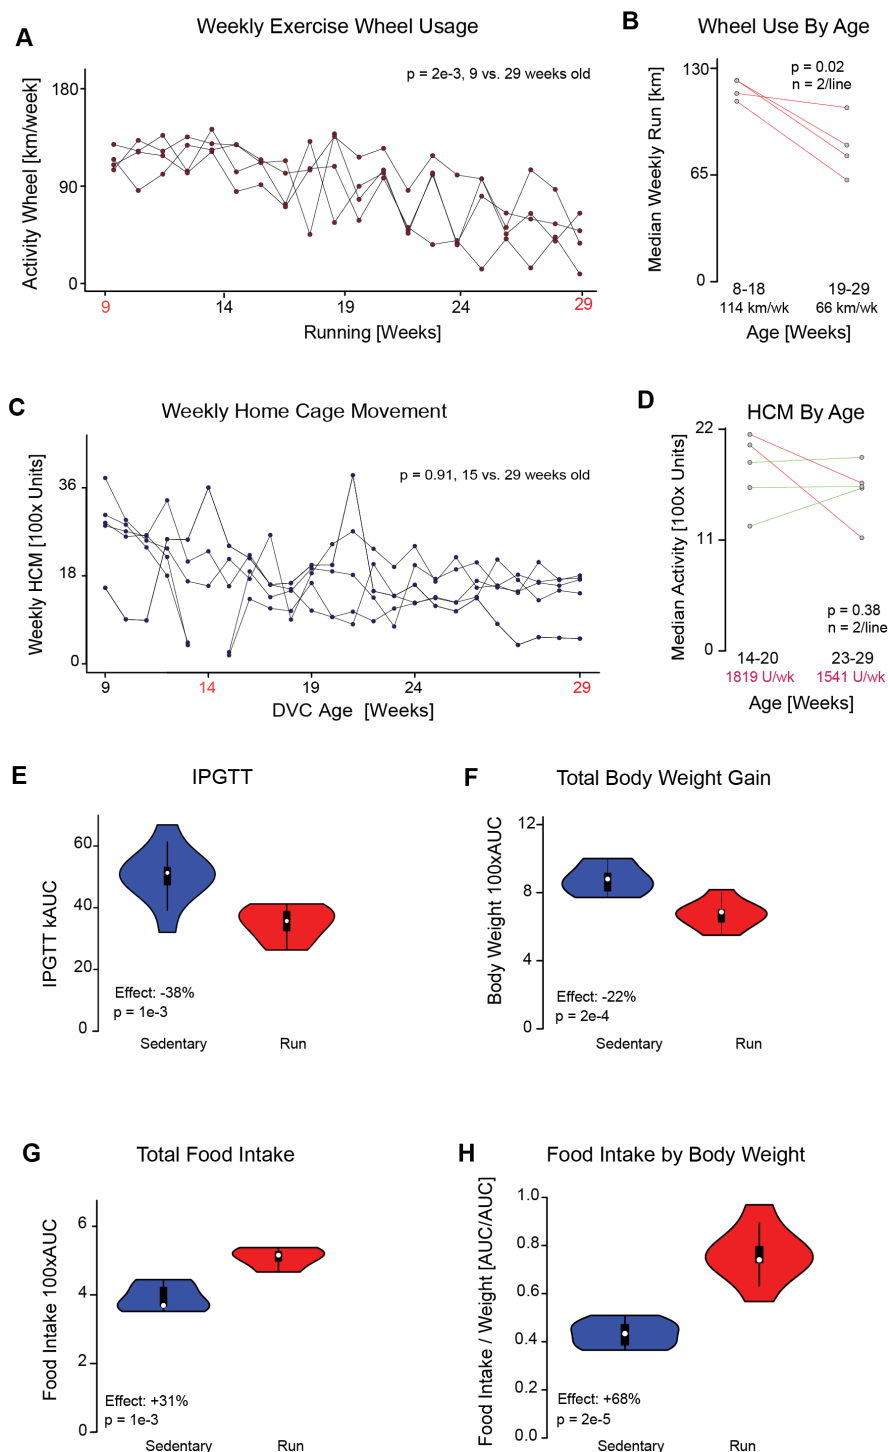 A
Weekly Exercise Wheel Usage
p = 2e-3, 9 vs. 29 weeks old
Activity Wheel [km/week]
180
90
0
9
14
19
24
29
Running [Weeks]
B
Wheel Use By Age
p = 0.02
n = 2/line
Median Weekly Run [km]
130
65
0
8-18
19-29
114 km/wk
66 km/wk
Age [Weeks]
C
Weekly Home Cage Movement
p = 0.91, 15 vs. 29 weeks old
Weekly HCM [100x Units]
36
18
0
9
14
19
24
29
DVC Age [Weeks]
D
HCM By Age
Median Activity [100x Units]
22
11
0
p = 0.38
n = 2/line
14-20
23-29
1819 U/wk
1541 U/wk
Age [Weeks]
E
IPGTT
IPGTT kAUC
60
40
20
0
Effect: -38%
p = 1e-3
Sedentary
Run
F
Total Body Weight Gain
Body Weight 100xAUC
12
8
4
0
Effect: -22%
p = 2e-4
Sedentary
Run
G
Total Food Intake
Food Intake 100xAUC
6
4
2
0
Effect: +31%
p = 1e-3
Sedentary
Run
H
Food Intake by Body Weight
Food Intake / Weight [AUC/AUC]
1.0
0.8
0.6
0.4
0.2
0.0
Effect: +68%
p = 2e-5
Sedentary
Run